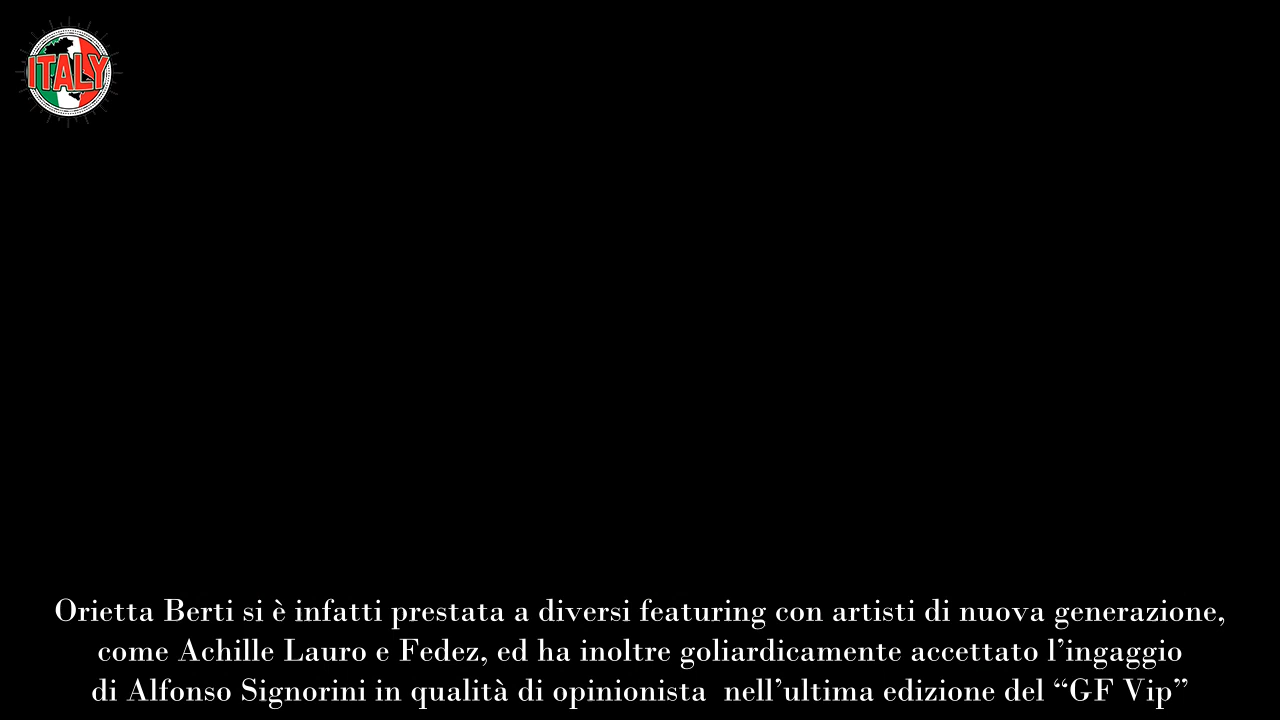 ITALY
Orietta Berti si è infatti prestata a diversi featuring con artisti di nuova generazione,
come Achille Lauro e Fedez, ed ha inoltre goliardicamente accettato l’ingaggio
di Alfonso Signorini in qualità di opinionista  nell’ultima edizione del “GF Vip”